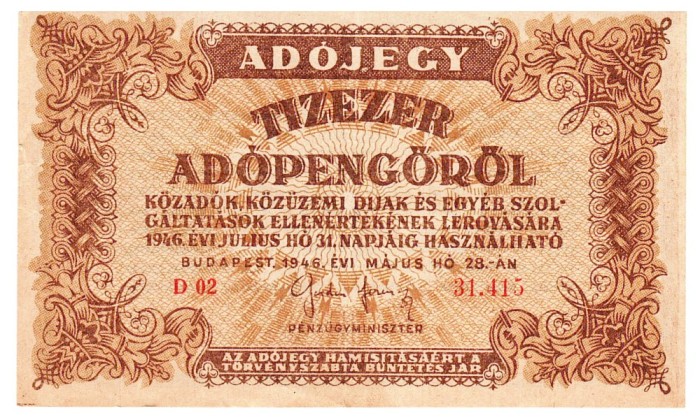 ADÓJEGY
TIZEZER
ADÓPENGŐRŐL
KÖZADÓK, KÖZÜZEMI DIJAK ÉS EGYÉB SZOL-
GÁLTATÁSOK ELLENÉRTÉKÉNEK LEROVÁSÁRA
1946. ÉVI JÚLIUS HÓ 31. NAPJÁIG HASZNÁLHATÓ
BUDAPEST, 1946. ÉVI MÁJUS HÓ 28.-ÁN
D 02 31.415
PÉNZÜGYMINISZTER
AZ ADÓJEGY HAMISITÁSÁÉRT A
TÖRVÉNYSZABTA BÜNTETÉS JÁR